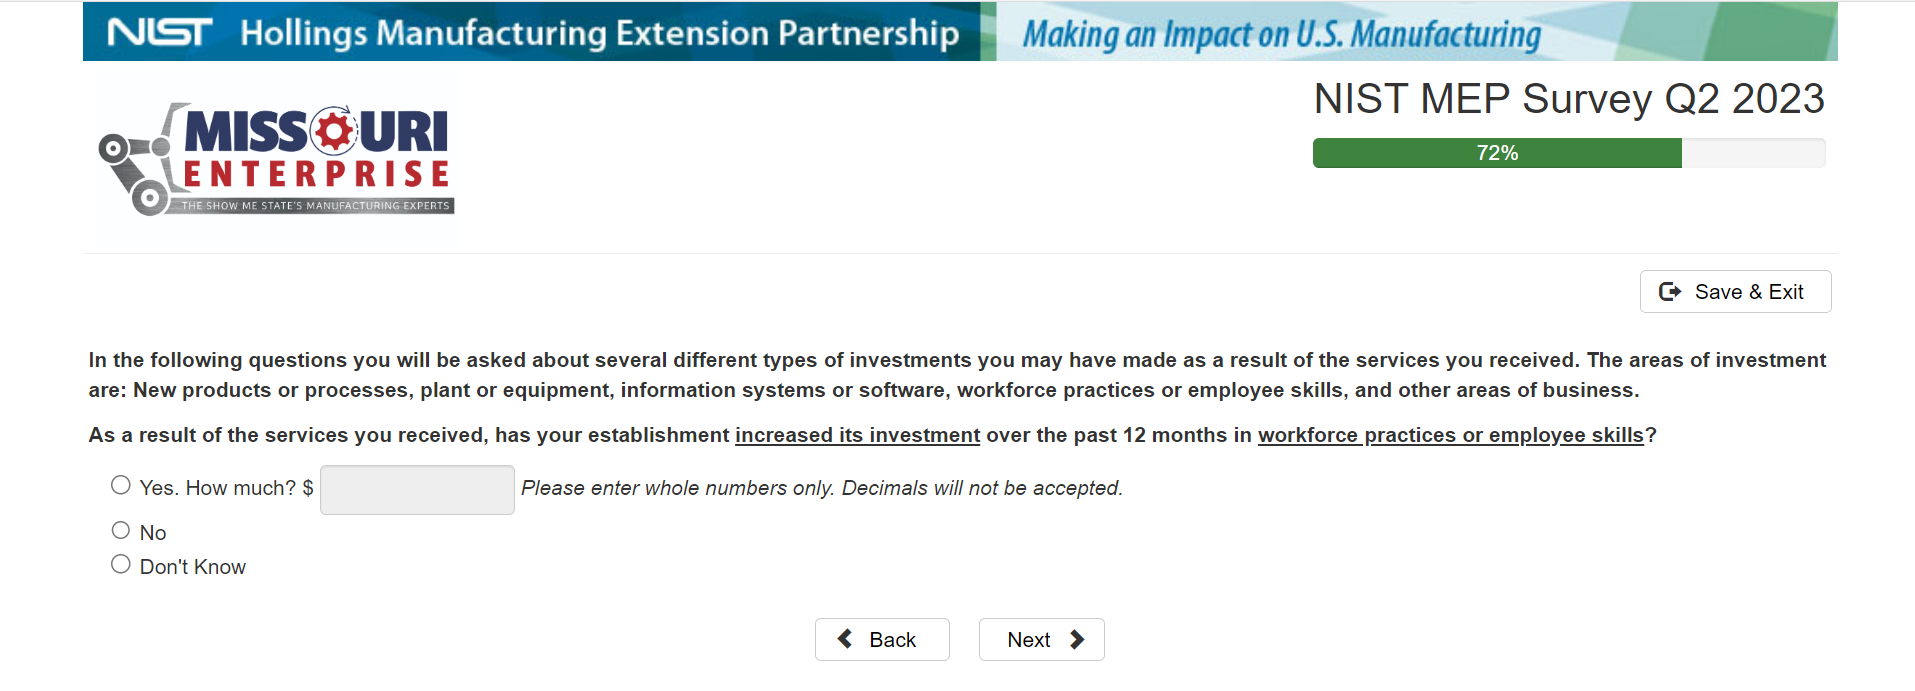 NIST Hollings Manufacturing Extension Partnership Making an Impact on U.S. Manufacturing
NIST MEP Survey Q2 2023
72%
MISSOURI
ENTERPRISE
THE SHOW ME STATE'S MANUFACTURING EXPERTS
Save & Exit
In the following questions you will be asked about several different types of investments you may have made as a result of the services you received. The areas of investment
are: New products or processes, plant or equipment, information systems or software, workforce practices or employee skills, and other areas of business.
As a result of the services you received, has your establishment increased its investment over the past 12 months in workforce practices or employee skills?
Yes. How much? $ Please enter whole numbers only. Decimals will not be accepted.
No
Don't Know
Back Next